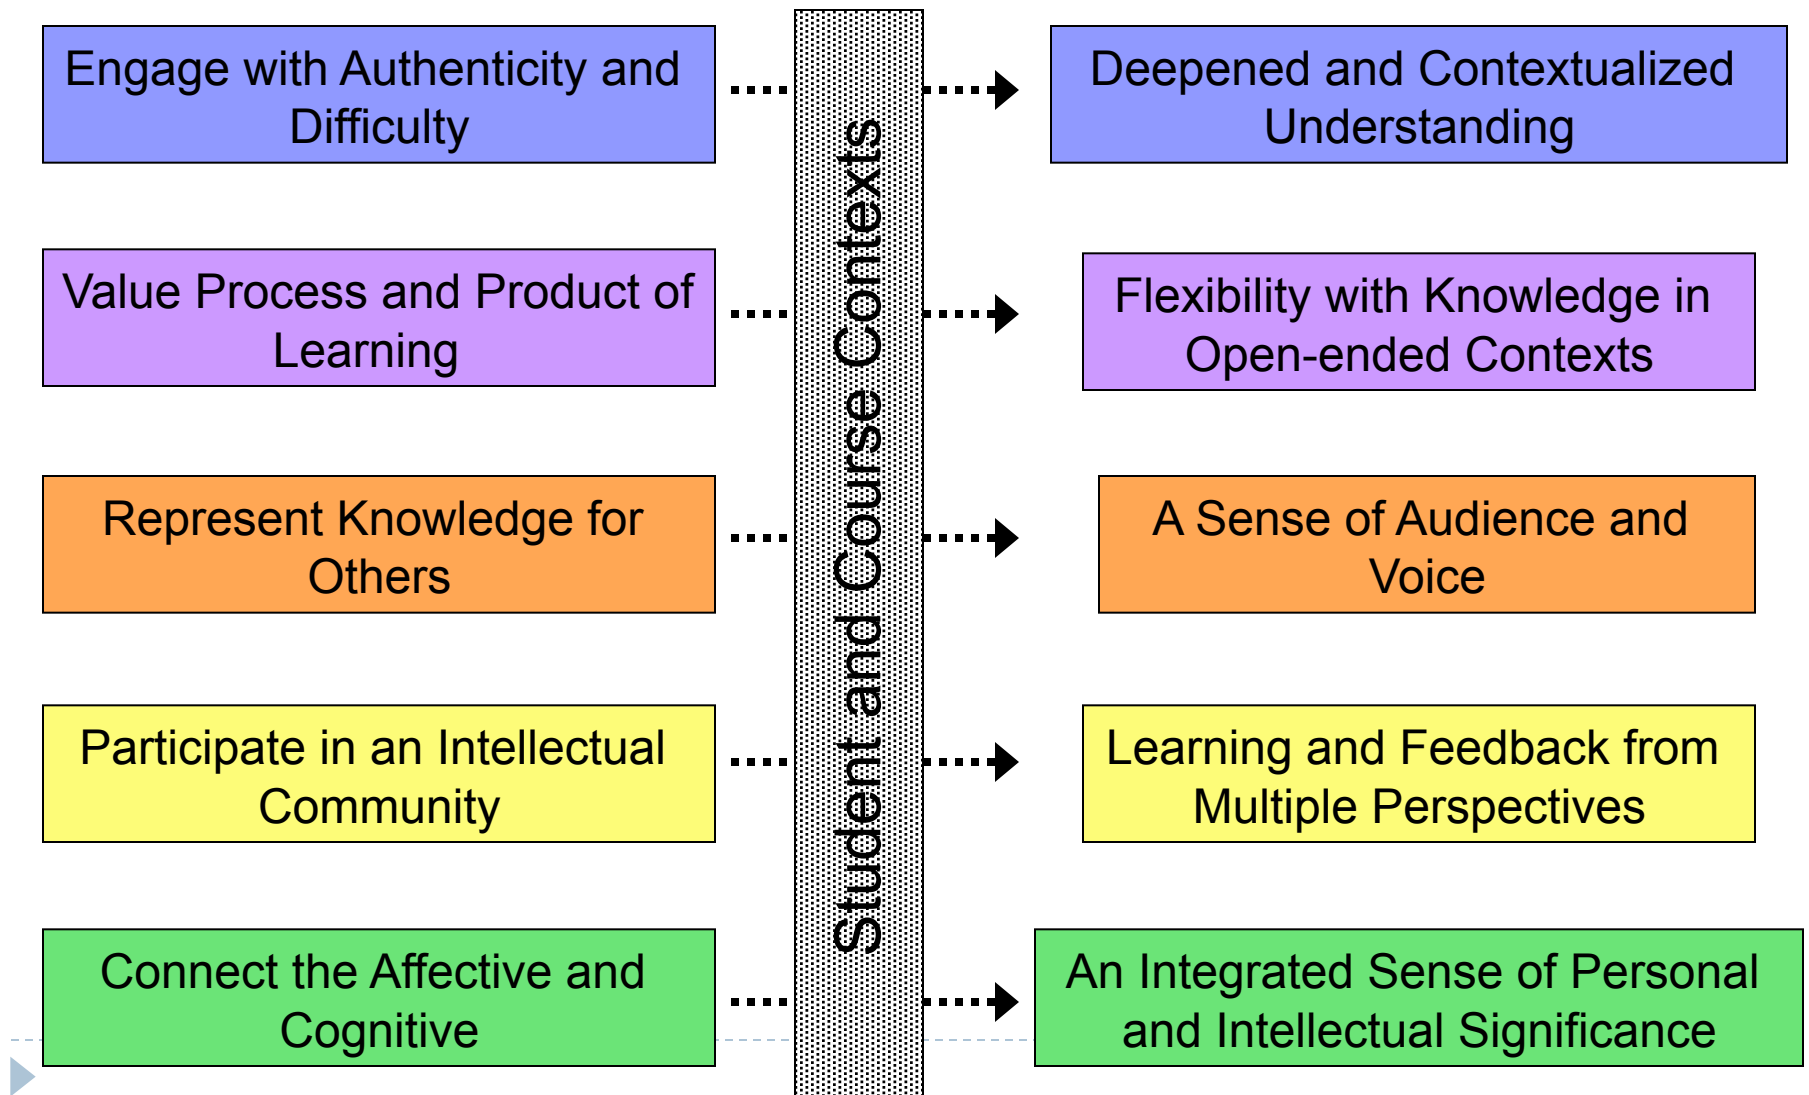 Engage with Authenticity and
Difficulty
Deepened and Contextualized
Understanding
Value Process and Product of
Learning
Flexibility with Knowledge in
Open-ended Contexts
Represent Knowledge for
Others
A Sense of Audience and
Voice
Participate in an Intellectual
Community
Learning and Feedback from
Multiple Perspectives
Connect the Affective and
Cognitive
An Integrated Sense of Personal
and Intellectual Significance
Student and Course Contexts